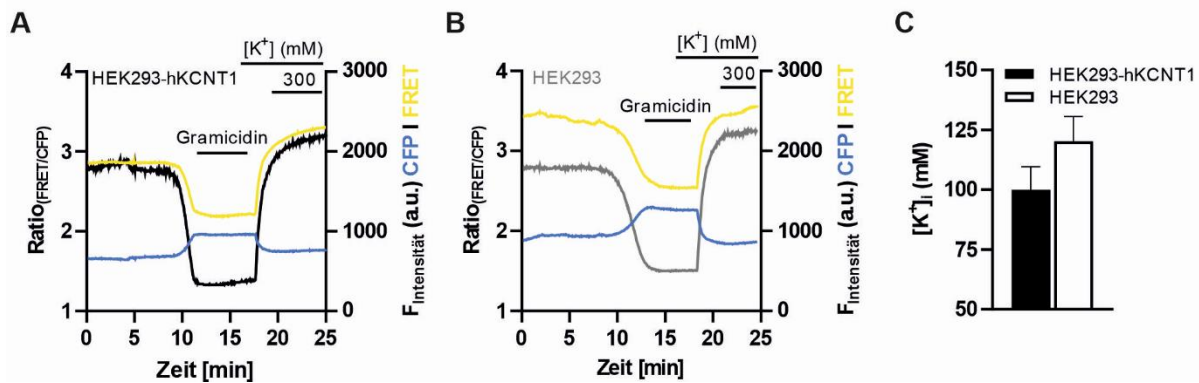 A
[K⁺] (mM)
300
HEK293-hKCNT1
Gramicidin
4
3
2
1
Ratio(FRET/CFP)
0 5 10 15 20 25
Zeit [min]
3000
2000
1000
0
FIntensität (a.u.) CFP I FRET
B
[K⁺] (mM)
300
HEK293
Gramicidin
4
3
2
1
Ratio(FRET/CFP)
0 5 10 15 20 25
Zeit [min]
3000
2000
1000
0
FIntensität (a.u.) CFP I FRET
C
HEK293-hKCNT1
HEK293
150
125
100
75
50
[K⁺]i (mM)